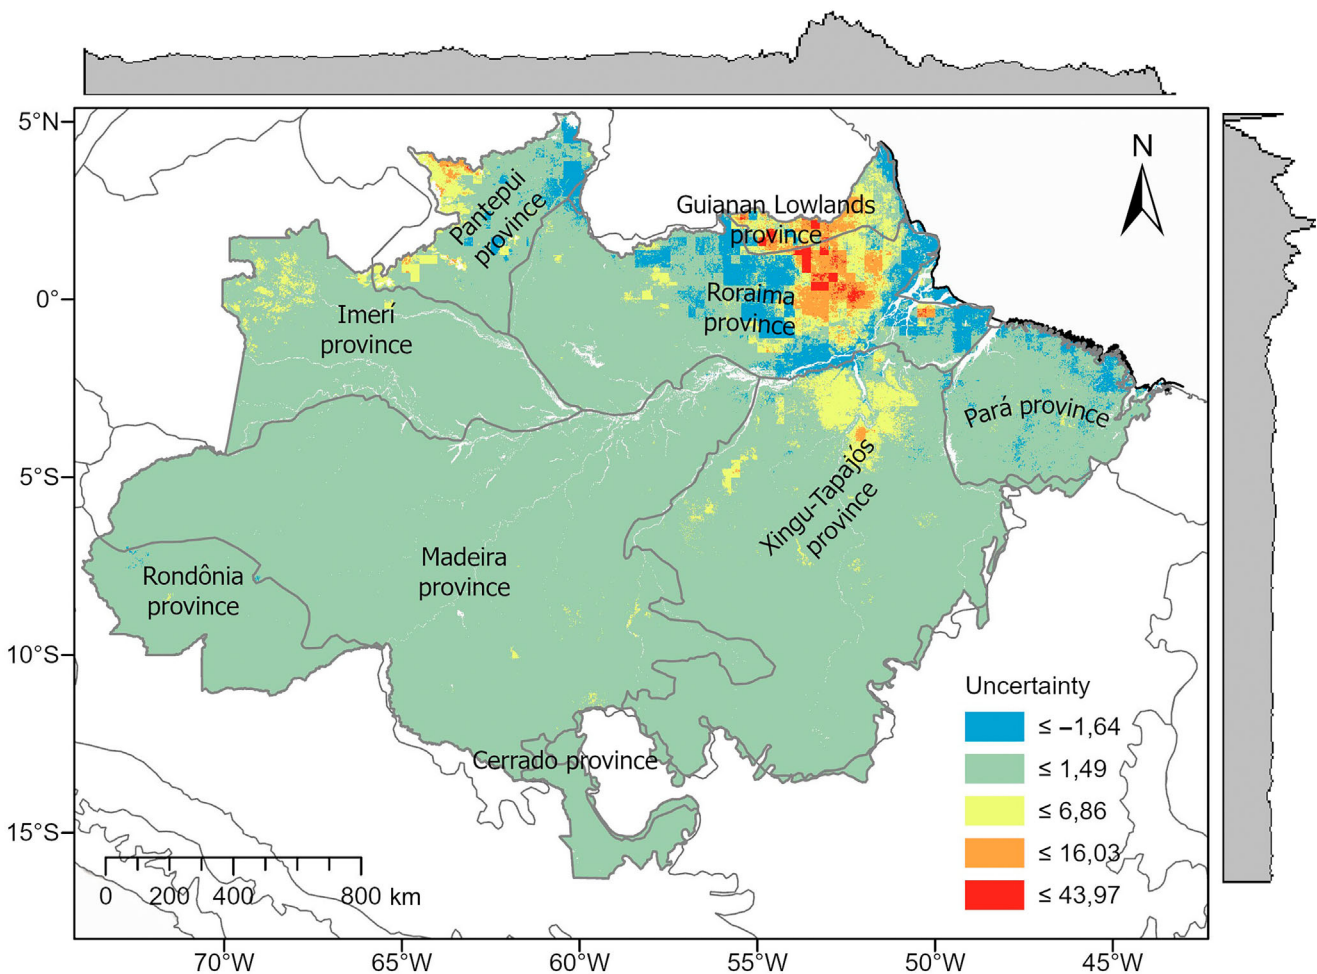 5°N
0°
5°S
10°S
15°S
N
Pantepui
province
Guianan Lowlands
province
Roraima
province
Imerí
province
Pará province
Xingu-Tapajós
province
Madeira
province
Rondônia
province
Cerrado province
Uncertainty
≤ −1,64
≤ 1,49
≤ 6,86
≤ 16,03
≤ 43,97
0 200 400 800 km
70°W 65°W 60°W 55°W 50°W 45°W